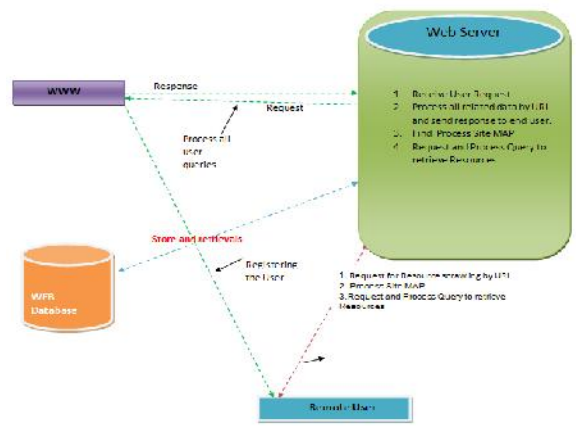 Web Server
WWW
Response
Request
1. Receive User Request
2. Process all related data by URL
and send response to end user.
3. Find Process Site MAP
4. Request and Process Query to
retrieve Resources
Process all
user
queries
Store and retrievals
Registering
the User
WEB
Database
1. Request for Resource scrawling by URL
2. Process Site MAP
3.Request and Process Query to retrieve
Resources
Remote User